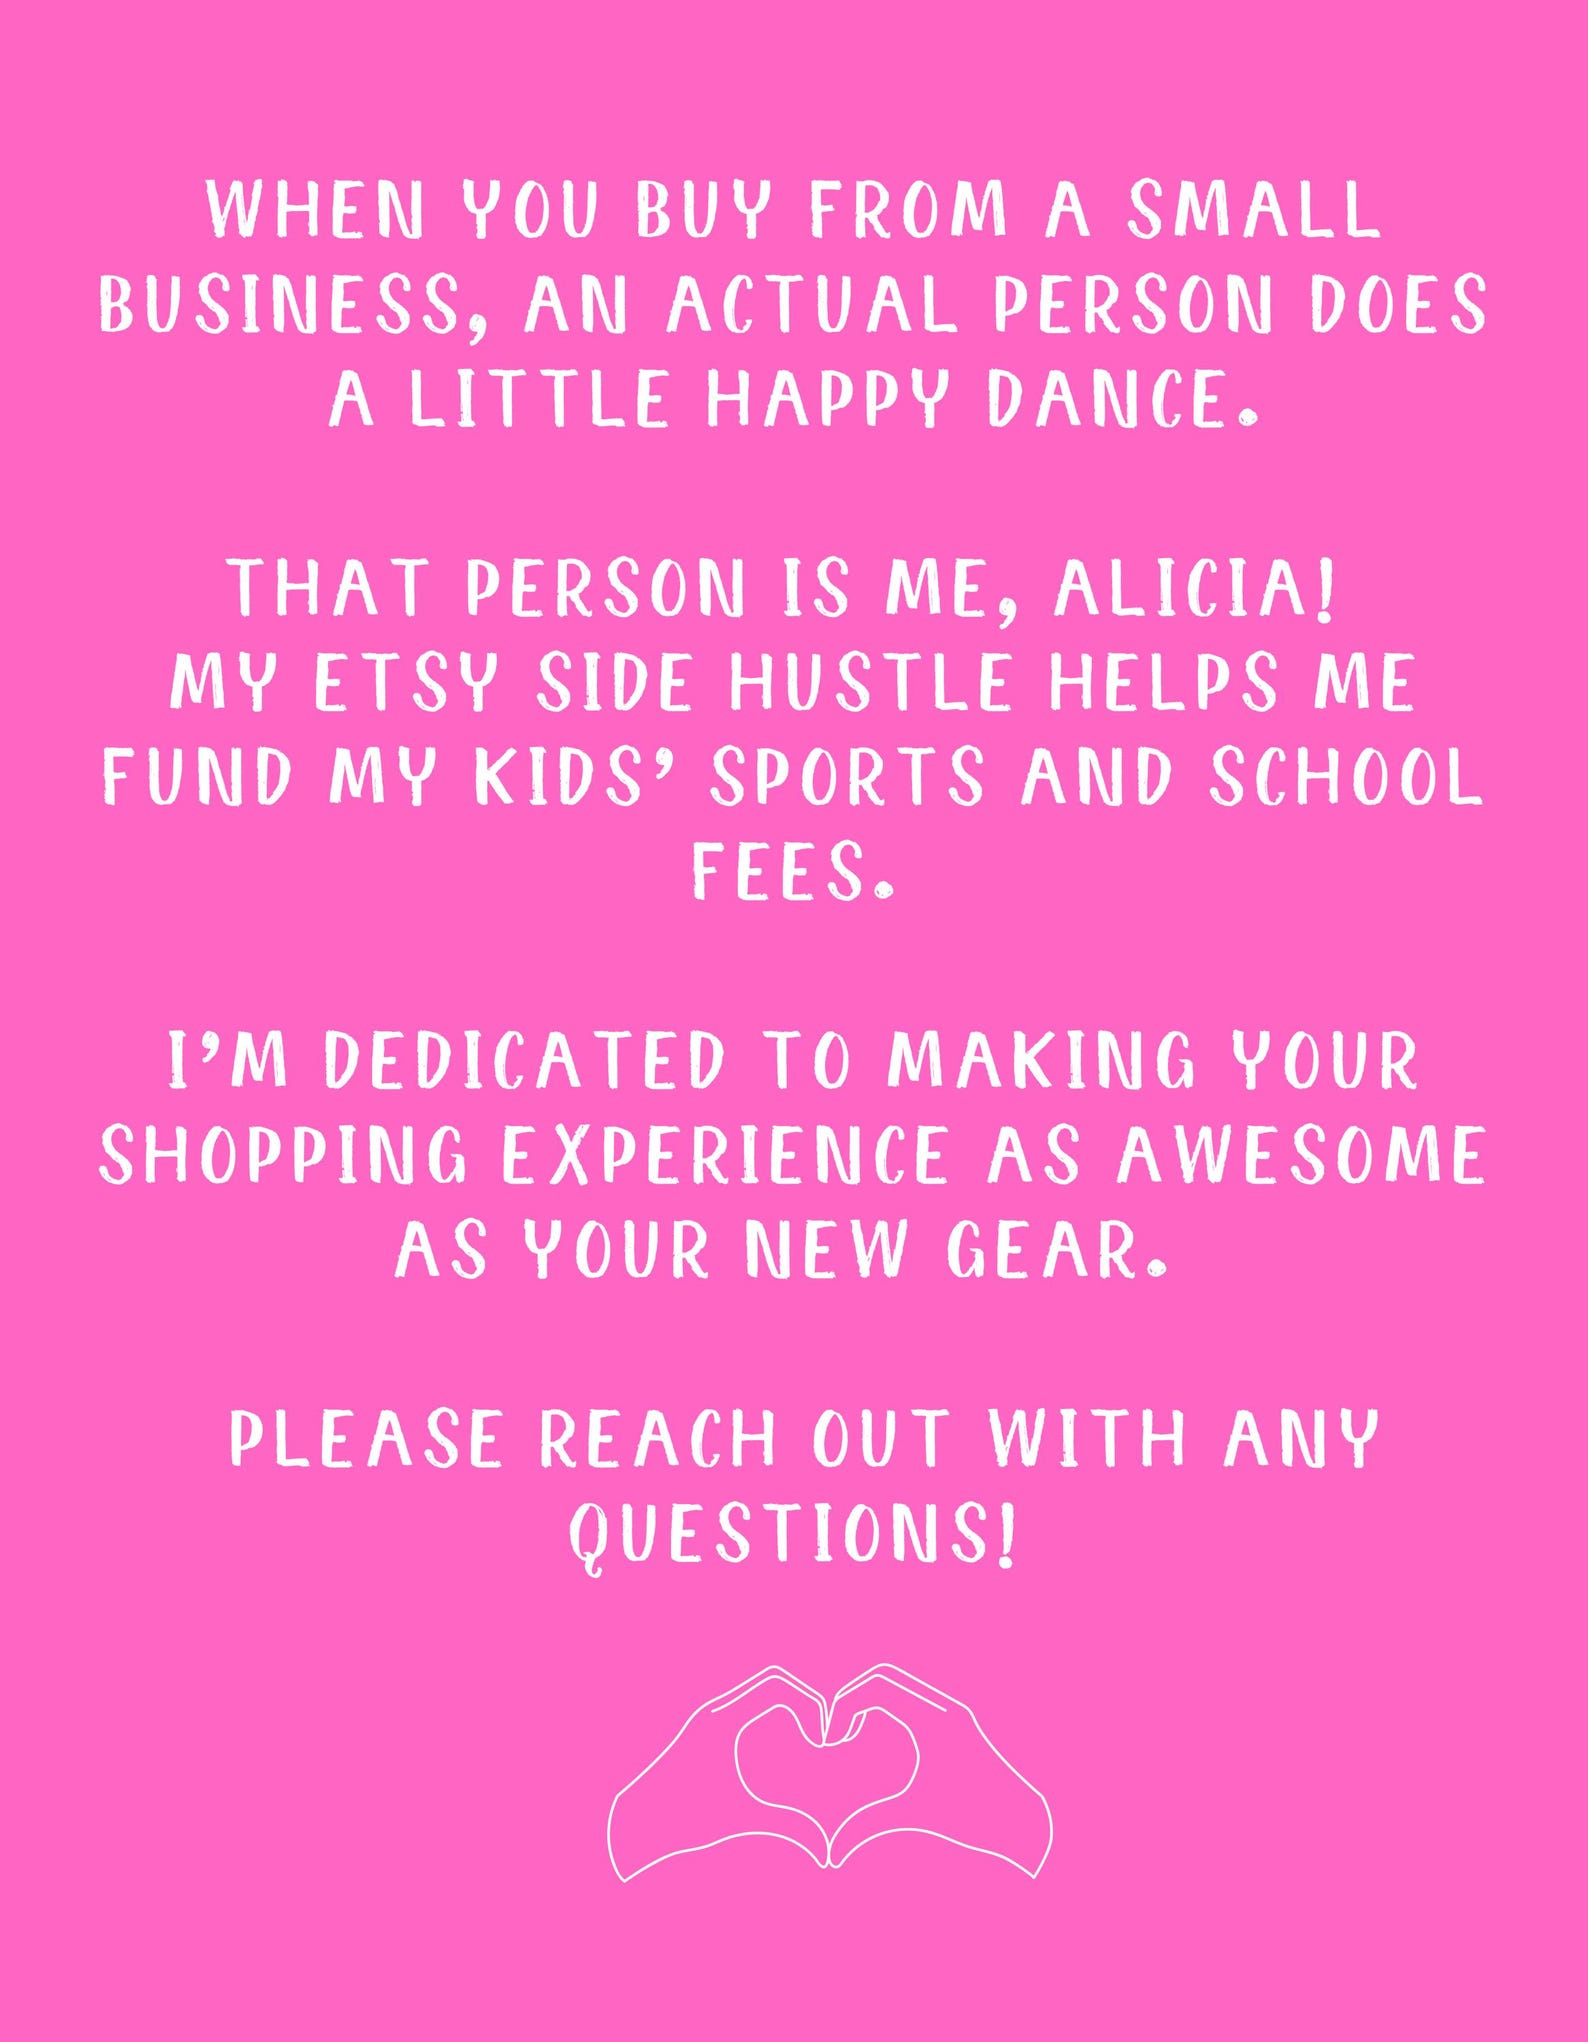 WHEN YOU BUY FROM A SMALL
BUSINESS, AN ACTUAL PERSON DOES
A LITTLE HAPPY DANCE.
THAT PERSON IS ME, ALICIA!
MY ETSY SIDE HUSTLE HELPS ME
FUND MY KIDS’ SPORTS AND SCHOOL
FEES.
I’M DEDICATED TO MAKING YOUR
SHOPPING EXPERIENCE AS AWESOME
AS YOUR NEW GEAR.
PLEASE REACH OUT WITH ANY
QUESTIONS!